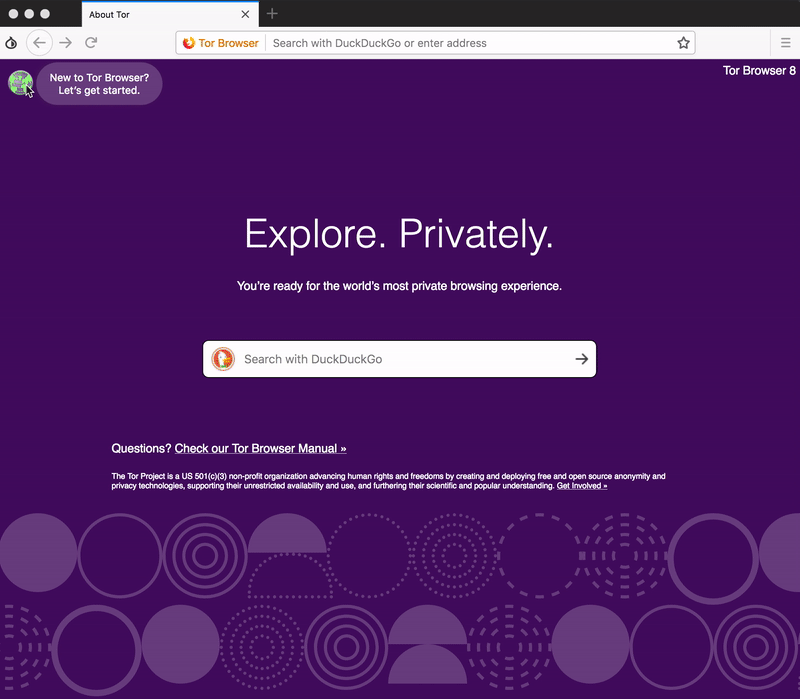 About Tor
Tor Browser
Search with DuckDuckGo or enter address
New to Tor Browser?
Let's get started.
Tor Browser 8
Explore. Privately.
You're ready for the world's most private browsing experience.
Search with DuckDuckGo
Questions? Check our Tor Browser Manual »
The Tor Project is a US 501(c)(3) non-profit organization advancing human rights and freedoms by creating and deploying free and open source anonymity and
privacy technologies, supporting their unrestricted availability and use, and furthering their scientific and popular understanding. Get Involved »